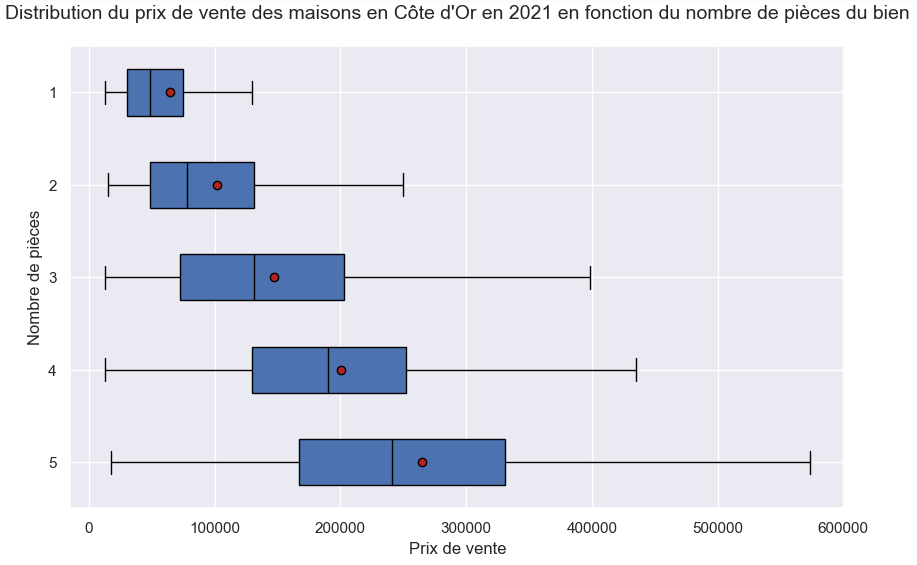 Distribution du prix de vente des maisons en Côte d'Or en 2021 en fonction du nombre de pièces du bien
Nombre de pièces
1
2
3
4
5
0 100000 200000 300000 400000 500000 600000
Prix de vente